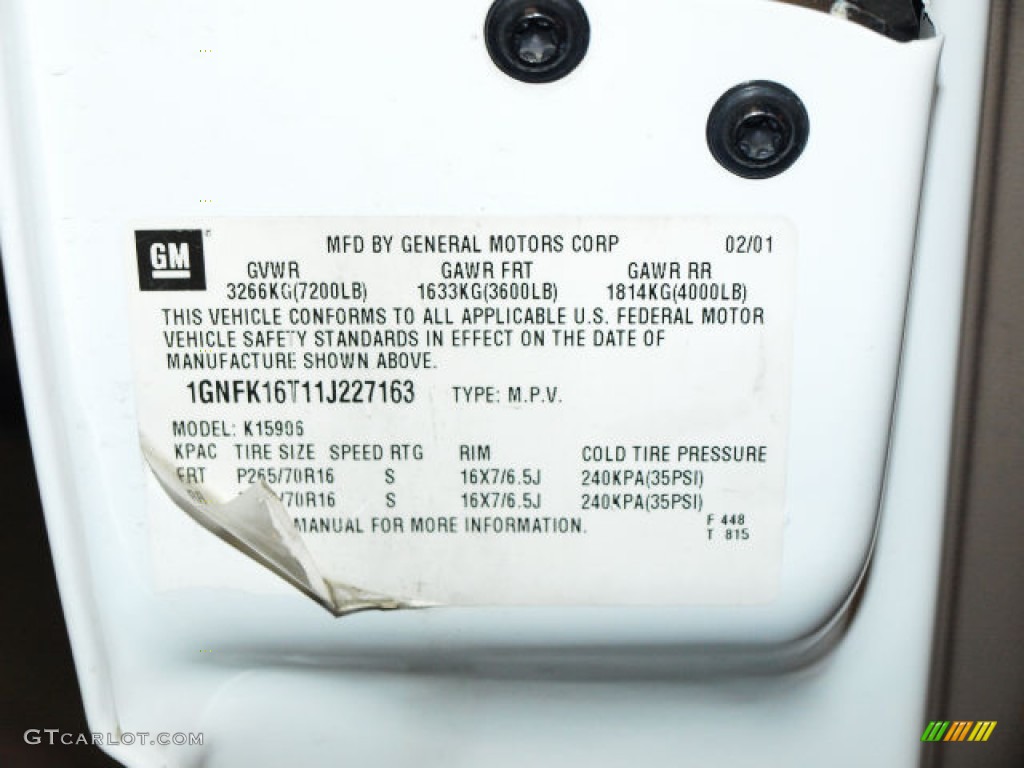 GM MFD BY GENERAL MOTORS CORP 02/01
GVWR GAWR FRT GAWR RR
3266KG(7200LB) 1633KG(3600LB) 1814KG(4000LB)
THIS VEHICLE CONFORMS TO ALL APPLICABLE U.S. FEDERAL MOTOR
VEHICLE SAFETY STANDARDS IN EFFECT ON THE DATE OF
MANUFACTURE SHOWN ABOVE.
1GNFK16T11J227163 TYPE: M.P.V.
MODEL: K15906
KPAC TIRE SIZE SPEED RTG RIM COLD TIRE PRESSURE
FRT P265/70R16 S 16X7/6.5J 240KPA(35PSI)
RR /70R16 S 16X7/6.5J 240KPA(35PSI)
MANUAL FOR MORE INFORMATION.
F 448
T 815
GTCARLOT.COM